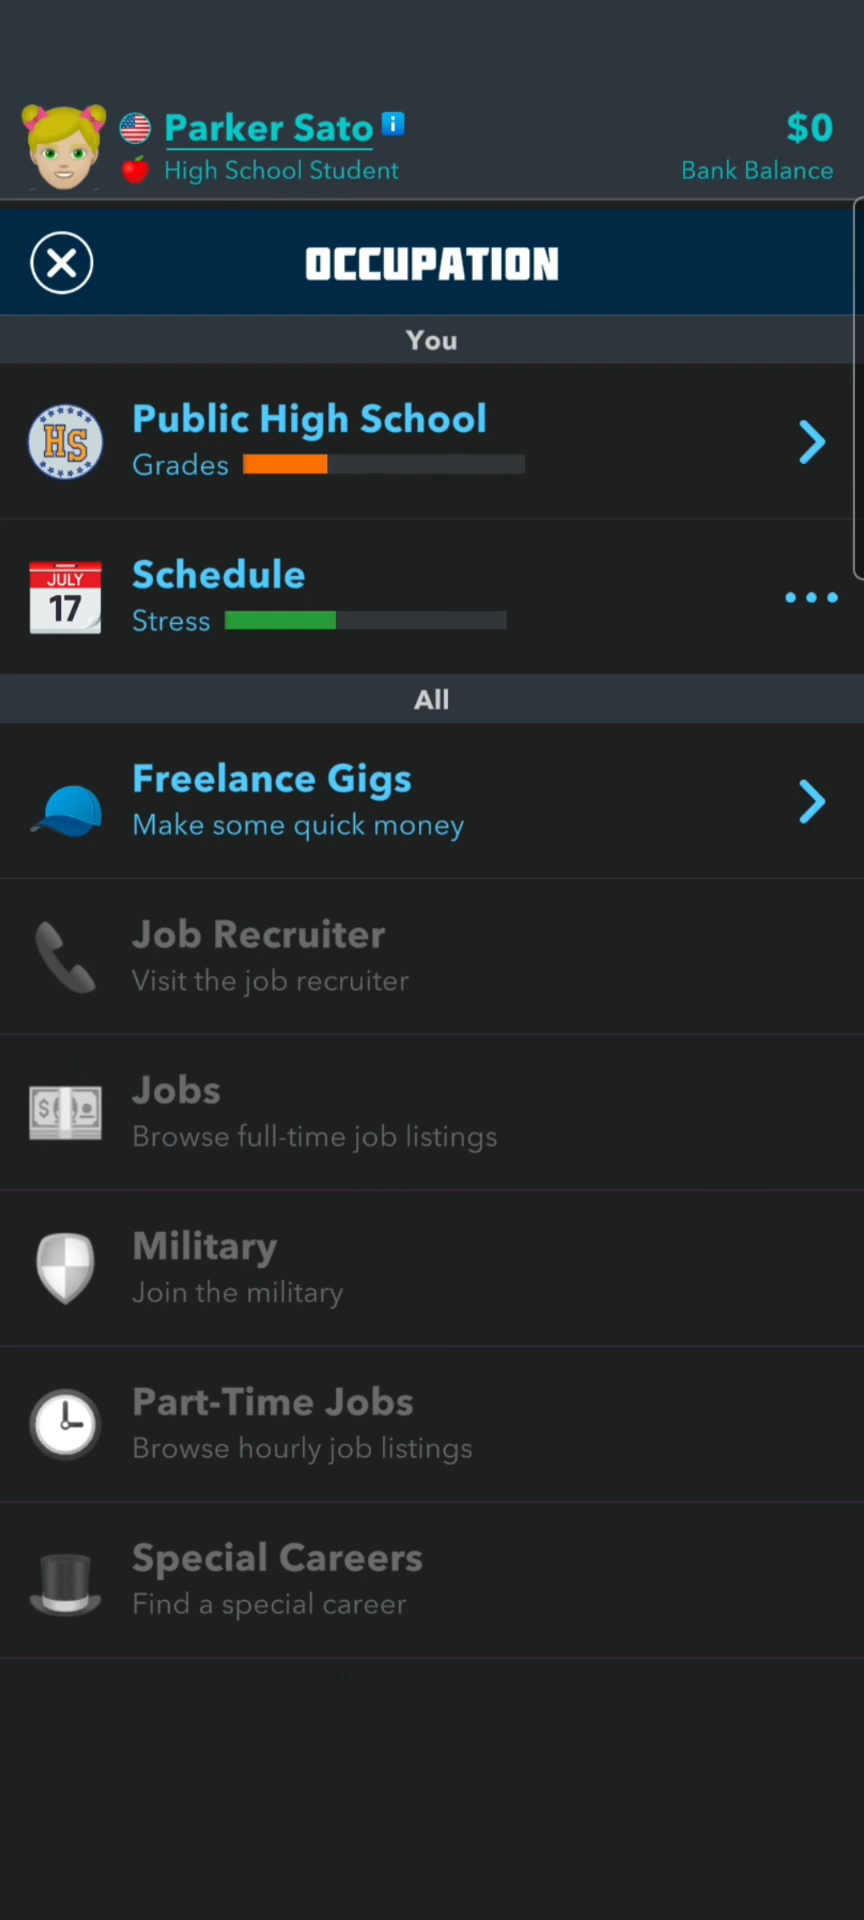 Parker Sato i
$0
High School Student
Bank Balance
OCCUPATION
You
HS
Public High School
Grades
JULY
17
Schedule
Stress
All
Freelance Gigs
Make some quick money
Job Recruiter
Visit the job recruiter
$
Jobs
Browse full-time job listings
Military
Join the military
Part-Time Jobs
Browse hourly job listings
Special Careers
Find a special career